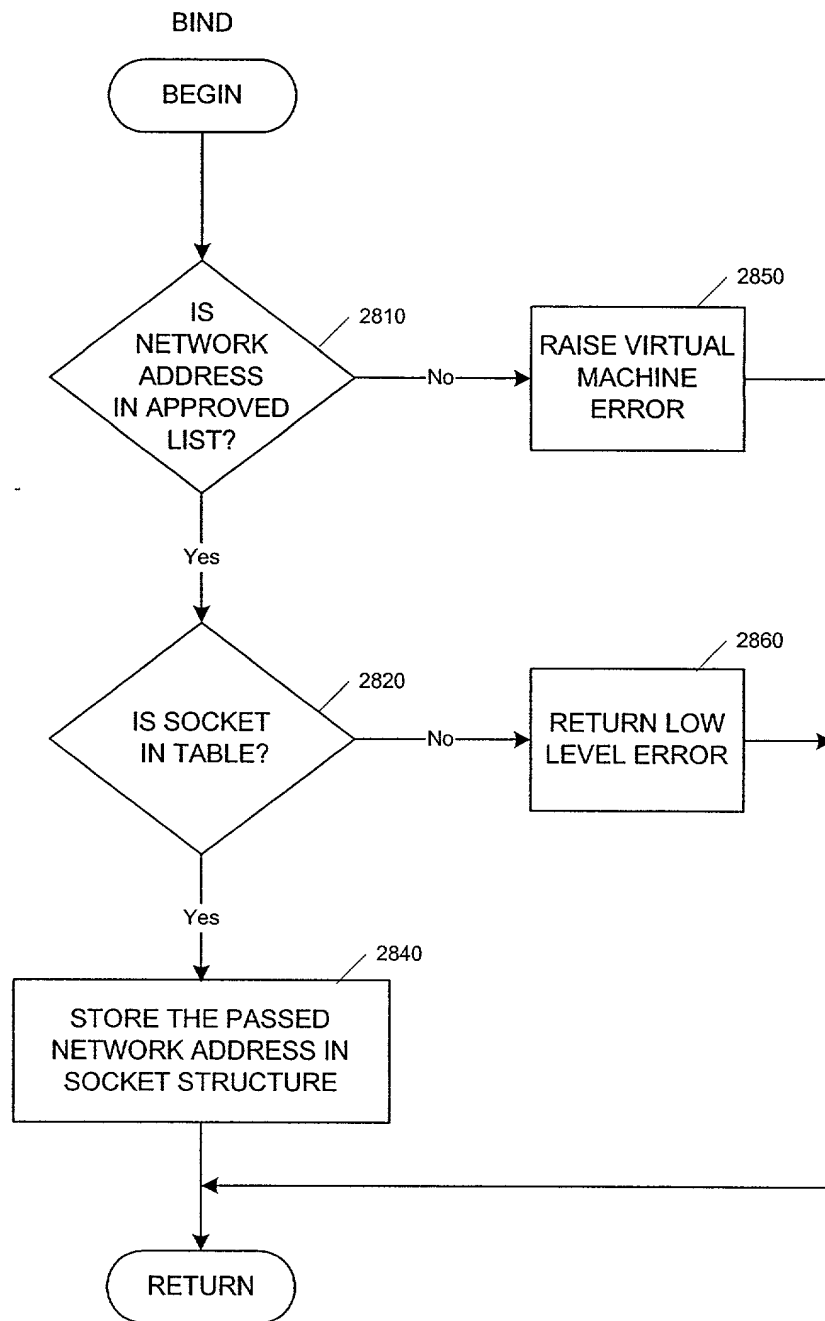 BIND
BEGIN
IS
NETWORK
ADDRESS
IN APPROVED
LIST?
2810
No
2850
RAISE VIRTUAL
MACHINE
ERROR
Yes
IS SOCKET
IN TABLE?
2820
No
2860
RETURN LOW
LEVEL ERROR
Yes
2840
STORE THE PASSED
NETWORK ADDRESS IN
SOCKET STRUCTURE
RETURN